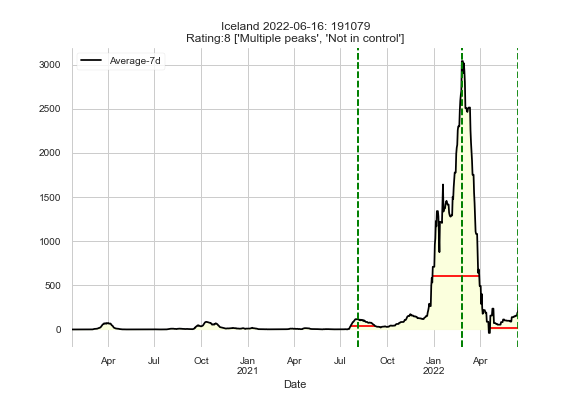 Iceland 2022-06-16: 191079
Rating:8 ['Multiple peaks', 'Not in control']
Average-7d
3000
2500
2000
1500
1000
500
0
Apr Jul Oct Jan Apr Jul Oct Jan Apr
2021 2022
Date